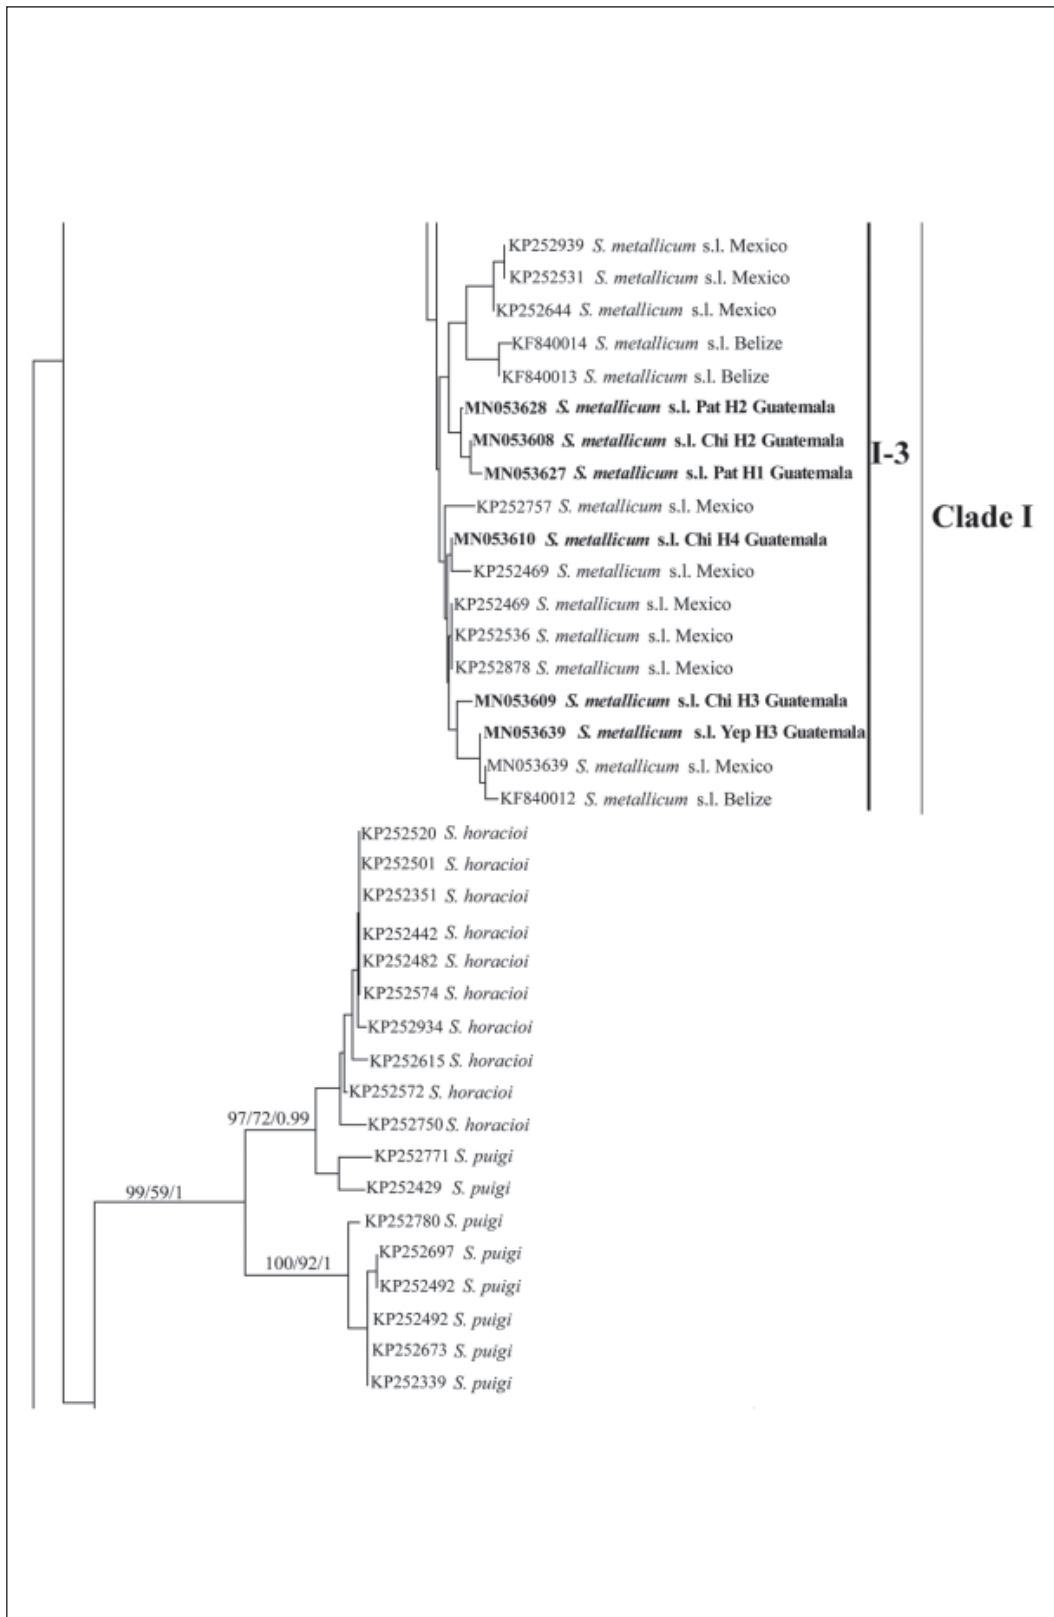 KP252939 S. metallicum s.l. Mexico
KP252531 S. metallicum s.l. Mexico
KP252644 S. metallicum s.l. Mexico
KF840014 S. metallicum s.l. Belize
KF840013 S. metallicum s.l. Belize
MN053628 S. metallicum s.l. Pat H2 Guatemala
MN053608 S. metallicum s.l. Chi H2 Guatemala
I-3
MN053627 S. metallicum s.l. Pat H1 Guatemala
KP252757 S. metallicum s.l. Mexico
Clade I
MN053610 S. metallicum s.l. Chi H4 Guatemala
KP252469 S. metallicum s.l. Mexico
KP252469 S. metallicum s.l. Mexico
KP252536 S. metallicum s.l. Mexico
KP252878 S. metallicum s.l. Mexico
MN053609 S. metallicum s.l. Chi H3 Guatemala
MN053639 S. metallicum s.l. Yep H3 Guatemala
MN053639 S. metallicum s.l. Mexico
KF840012 S. metallicum s.l. Belize
KP252520 S. horacioi
KP252501 S. horacioi
KP252351 S. horacioi
KP252442 S. horacioi
KP252482 S. horacioi
KP252574 S. horacioi
KP252934 S. horacioi
KP252615 S. horacioi
KP252572 S. horacioi
97/72/0.99
KP252750 S. horacioi
KP252771 S. puigi
KP252429 S. puigi
99/59/1
KP252780 S. puigi
KP252697 S. puigi
100/92/1
KP252492 S. puigi
KP252492 S. puigi
KP252673 S. puigi
KP252339 S. puigi